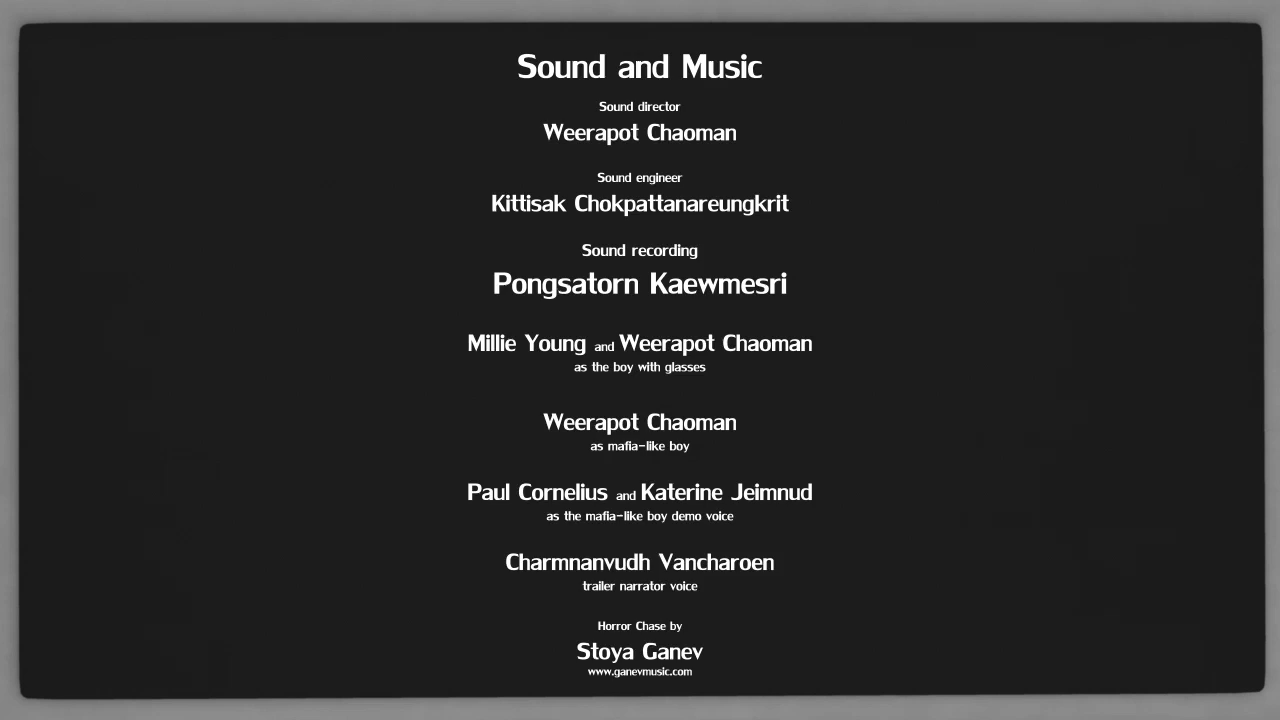 Sound and Music
Sound director
Weerapot Chaoman
Sound engineer
Kittisak Chokpattanareungkrit
Sound recording
Pongsatorn Kaewmesri
Millie Young and Weerapot Chaoman
as the boy with glasses
Weerapot Chaoman
as mafia-like boy
Paul Cornelius and Katerine Jeimnud
as the mafia-like boy demo voice
Charmnanvudh Vancharoen
trailer narrator voice
Horror Chase by
Stoya Ganev
www.ganevmusic.com